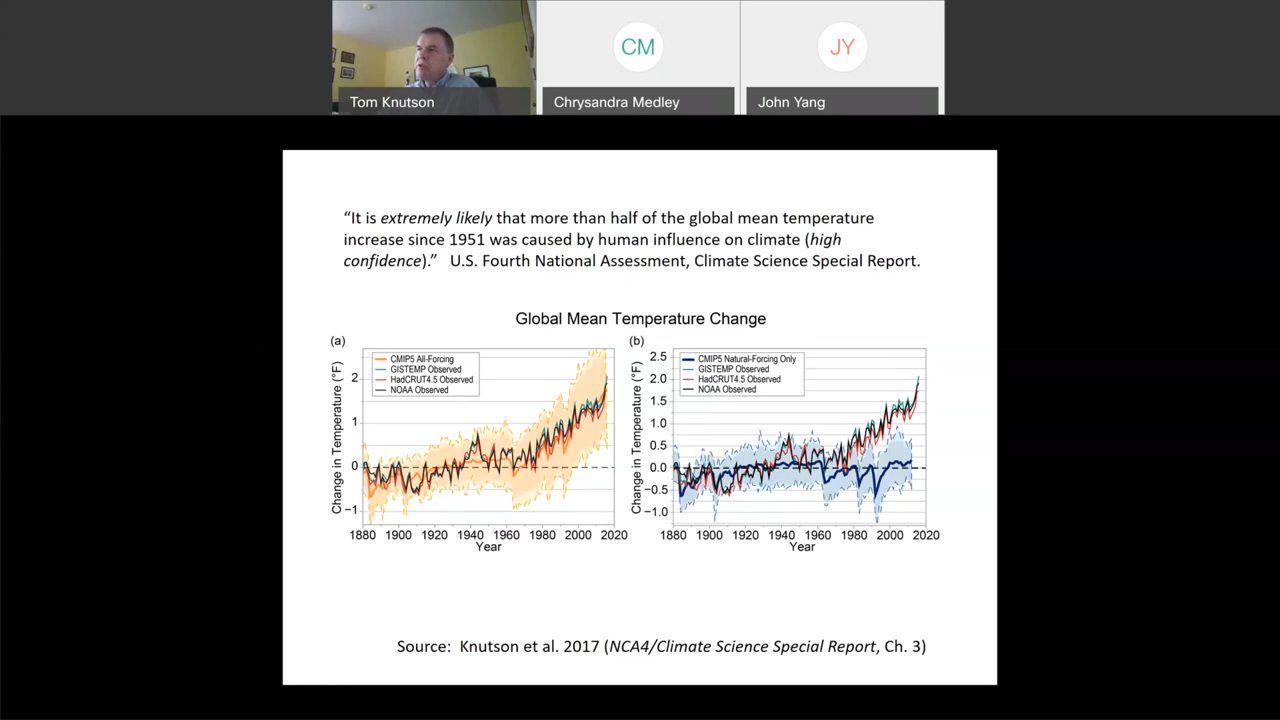 CM
JY
Tom Knutson
Chrysandra Medley
John Yang
“It is extremely likely that more than half of the global mean temperature
increase since 1951 was caused by human influence on climate (high
confidence).”   U.S. Fourth National Assessment, Climate Science Special Report.
Global Mean Temperature Change
(a)
CMIP5 All-Forcing
GISTEMP Observed
HadCRUT4.5 Observed
NOAA Observed
Change in Temperature (°F)
2
1
0
−1
1880 1900 1920 1940 1960 1980 2000 2020
Year
(b)
CMIP5 Natural-Forcing Only
GISTEMP Observed
HadCRUT4.5 Observed
NOAA Observed
Change in Temperature (°F)
2.5
2.0
1.5
1.0
0.5
0.0
−0.5
−1.0
1880 1900 1920 1940 1960 1980 2000 2020
Year
Source:  Knutson et al. 2017 (NCA4/Climate Science Special Report, Ch. 3)